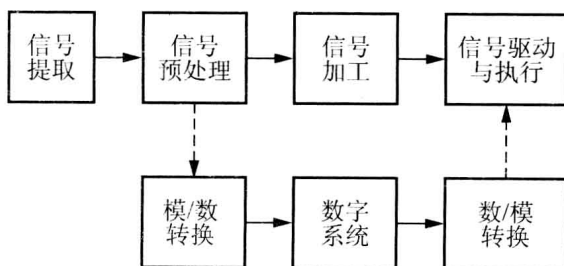 信号
提取
信号
预处理
信号
加工
信号驱动
与执行
模/数
转换
数字
系统
数/模
转换